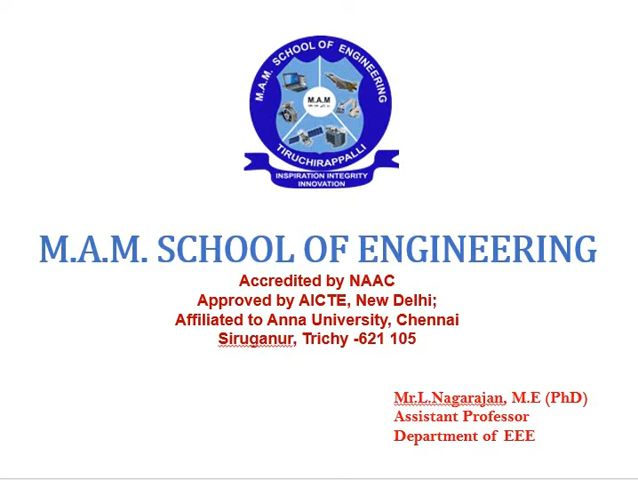 M.A.M. SCHOOL OF ENGINEERING
M.A.M
TIRUCHIRAPPALLI
INSPIRATION INTEGRITY
INNOVATION
M.A.M. SCHOOL OF ENGINEERING
Accredited by NAAC
Approved by AICTE, New Delhi;
Affiliated to Anna University, Chennai
Siruganur, Trichy -621 105
Mr.L.Nagarajan, M.E (PhD)
Assistant Professor
Department of EEE